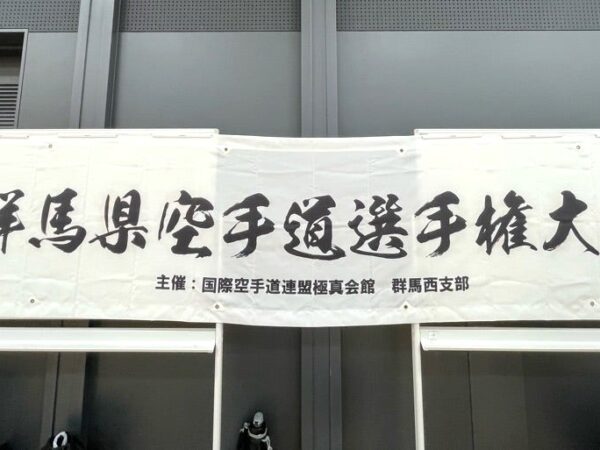 群馬県空手道選手権大
主催：国際空手道連盟極真会館　群馬西支部